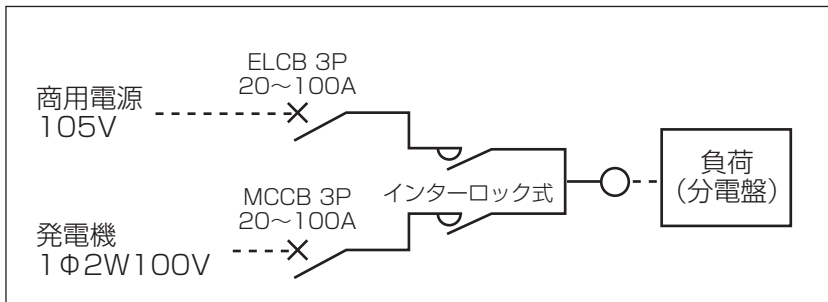 ELCB 3P
20～100A
商用電源
105V
負荷
（分電盤）
インターロック式
MCCB 3P
20～100A
発電機
1Φ2W100V